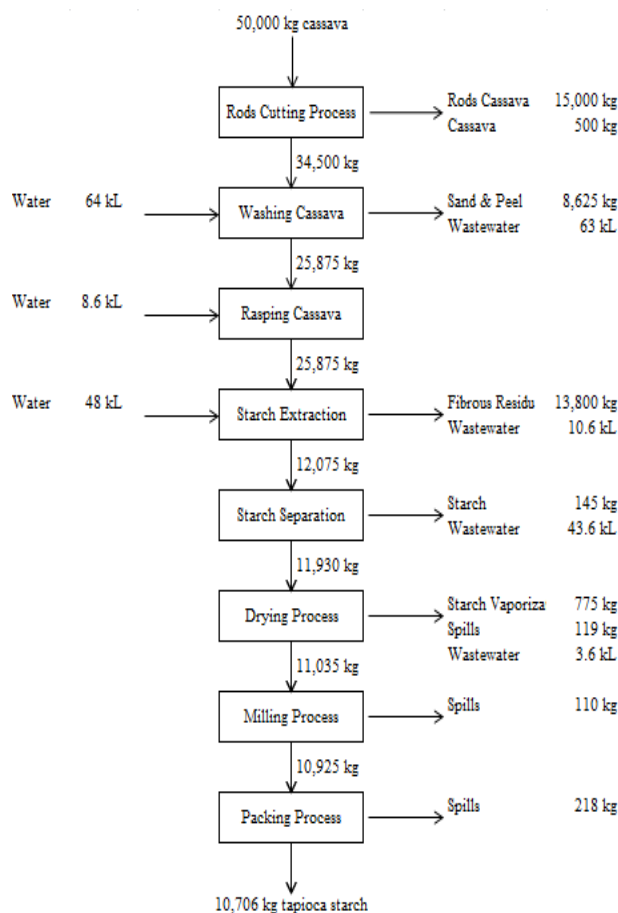 50,000 kg cassava
Rods Cutting Process
Rods Cassava 15,000 kg
Cassava 500 kg
34,500 kg
Water 64 kL
Washing Cassava
Sand & Peel 8,625 kg
Wastewater 63 kL
25,875 kg
Water 8.6 kL
Rasping Cassava
25,875 kg
Water 48 kL
Starch Extraction
Fibrous Residu 13,800 kg
Wastewater 10.6 kL
12,075 kg
Starch Separation
Starch 145 kg
Wastewater 43.6 kL
11,930 kg
Drying Process
Starch Vaporiza 775 kg
Spills 119 kg
Wastewater 3.6 kL
11,035 kg
Milling Process
Spills 110 kg
10,925 kg
Packing Process
Spills 218 kg
10,706 kg tapioca starch